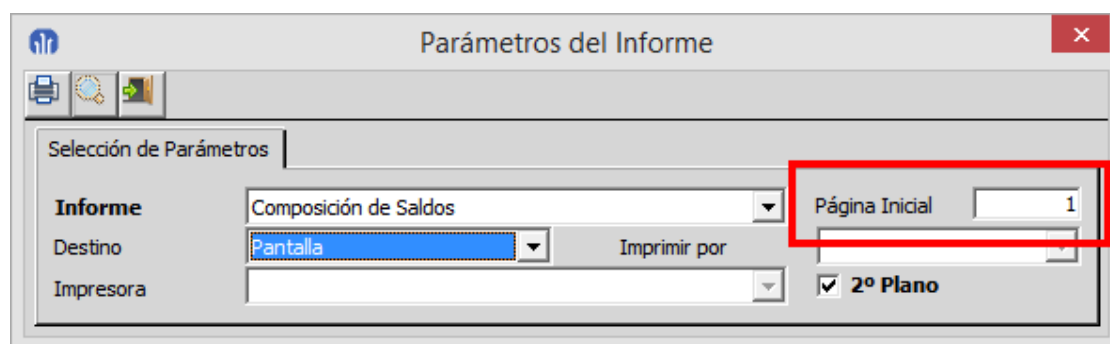 Parámetros del Informe
Selección de Parámetros
Informe Composición de Saldos Página Inicial 1
Destino Pantalla Imprimir por
Impresora 2º Plano